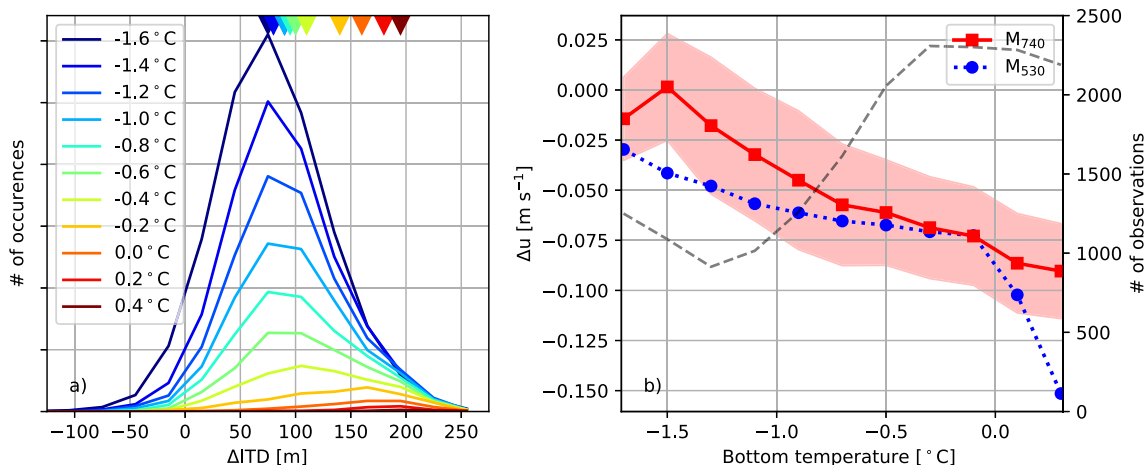 -1.6°C
-1.4°C
-1.2°C
-1.0°C
-0.8°C
-0.6°C
-0.4°C
-0.2°C
0.0°C
0.2°C
0.4°C
# of occurences
a)
-100 -50 0 50 100 150 200 250
ΔITD [m]
M740
M530
0.025
0.000
−0.025
−0.050
−0.075
−0.100
−0.125
−0.150
Δu [m s⁻¹]
b)
−1.5 −1.0 −0.5 0.0
Bottom temperature [°C]
2500
2000
1500
1000
500
0
# of observations